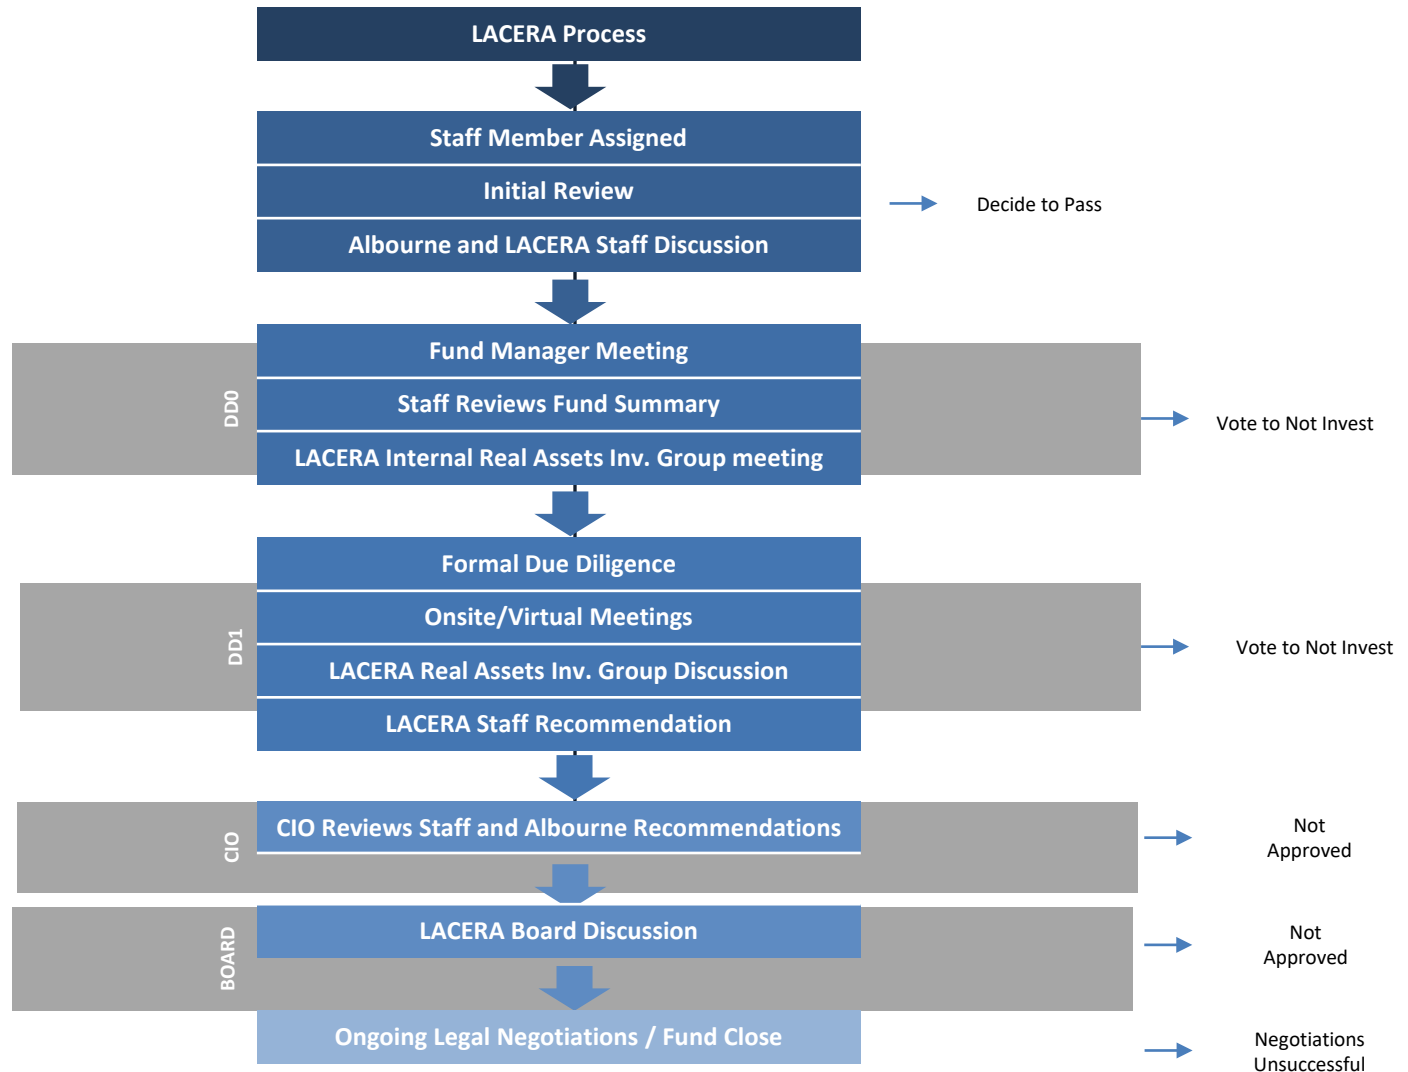 LACERA Process
Staff Member Assigned
Initial Review
Decide to Pass
Albourne and LACERA Staff Discussion
DD0
Fund Manager Meeting
Staff Reviews Fund Summary
Vote to Not Invest
LACERA Internal Real Assets Inv. Group meeting
DD1
Formal Due Diligence
Onsite/Virtual Meetings
Vote to Not Invest
LACERA Real Assets Inv. Group Discussion
LACERA Staff Recommendation
CIO
CIO Reviews Staff and Albourne Recommendations
Not
Approved
BOARD
LACERA Board Discussion
Not
Approved
Ongoing Legal Negotiations / Fund Close
Negotiations
Unsuccessful